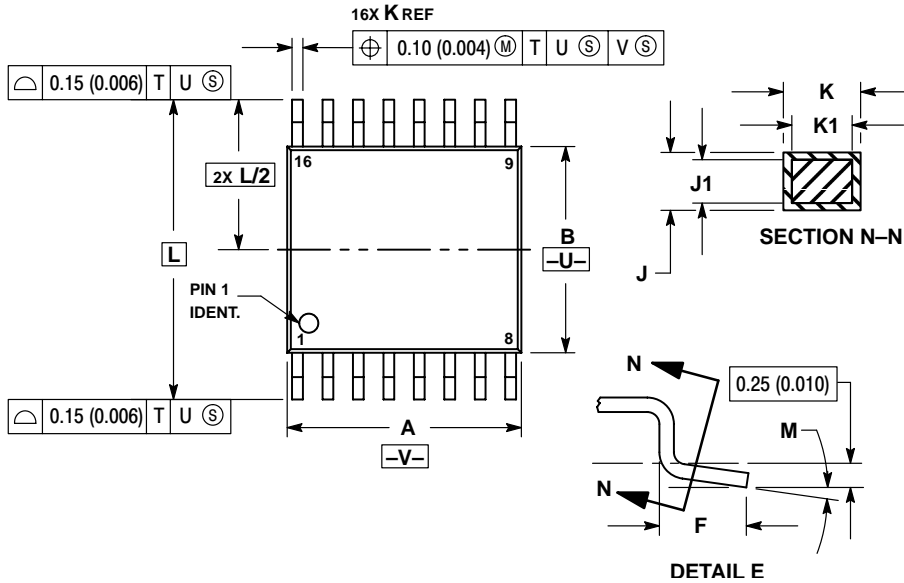 16X K REF
⌖ 0.10 (0.004) Ⓜ T U Ⓢ V Ⓢ
⌓ 0.15 (0.006) T U Ⓢ
16
9
2X L/2
L
B
–U–
PIN 1
IDENT.
1
8
⌓ 0.15 (0.006) T U Ⓢ
A
–V–
K
K1
J1
J
SECTION N–N
N
0.25 (0.010)
M
N
F
DETAIL E